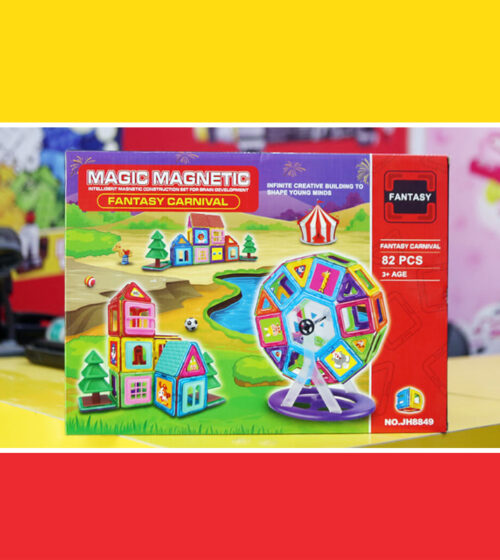 MAGIC MAGNETIC
INTELLIGENT MAGNETIC CONSTRUCTION SET FOR BRAIN DEVELOPMENT
FANTASY CARNIVAL
INFINITE CREATIVE BUILDING TO
SHAPE YOUNG MINDS
FANTASY
FANTASY CARNIVAL
82 PCS
3+ AGE
NO.JH8849